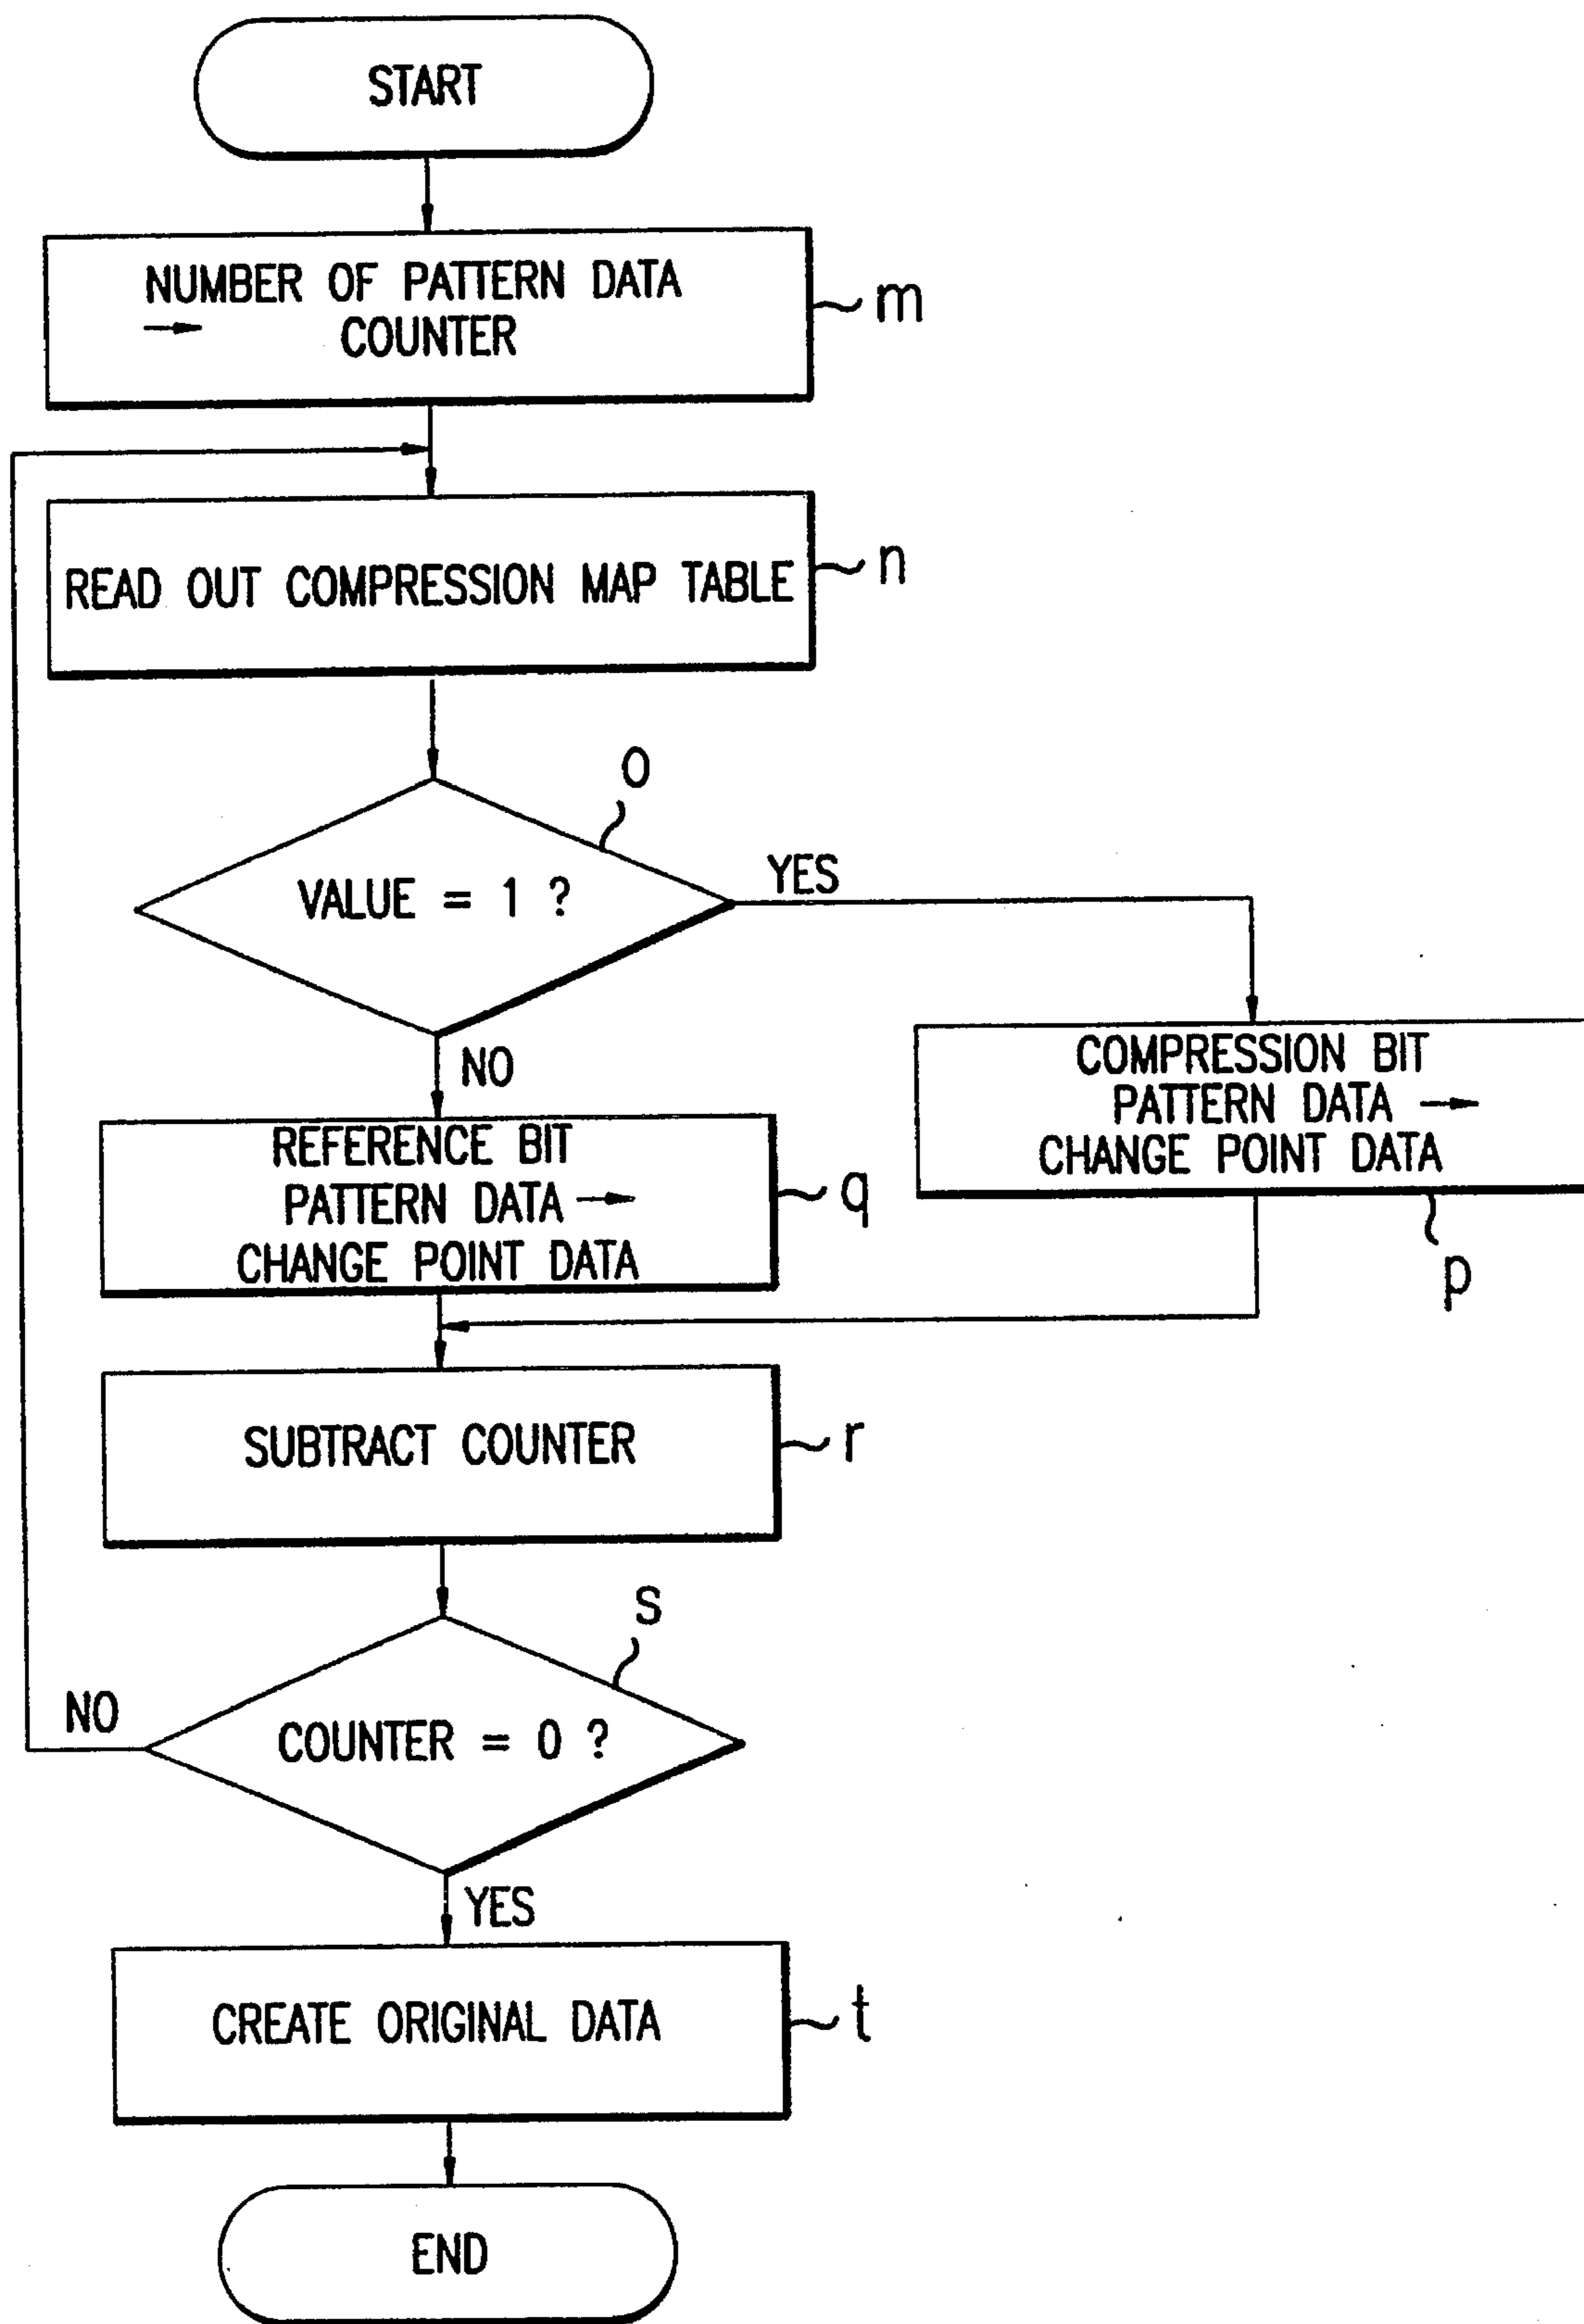 START
NUMBER OF PATTERN DATA
→ COUNTER
m
READ OUT COMPRESSION MAP TABLE
n
o
VALUE = 1 ?
YES
NO
COMPRESSION BIT
PATTERN DATA →
CHANGE POINT DATA
p
REFERENCE BIT
PATTERN DATA →
CHANGE POINT DATA
q
SUBTRACT COUNTER
r
s
COUNTER = 0 ?
NO
YES
CREATE ORIGINAL DATA
t
END